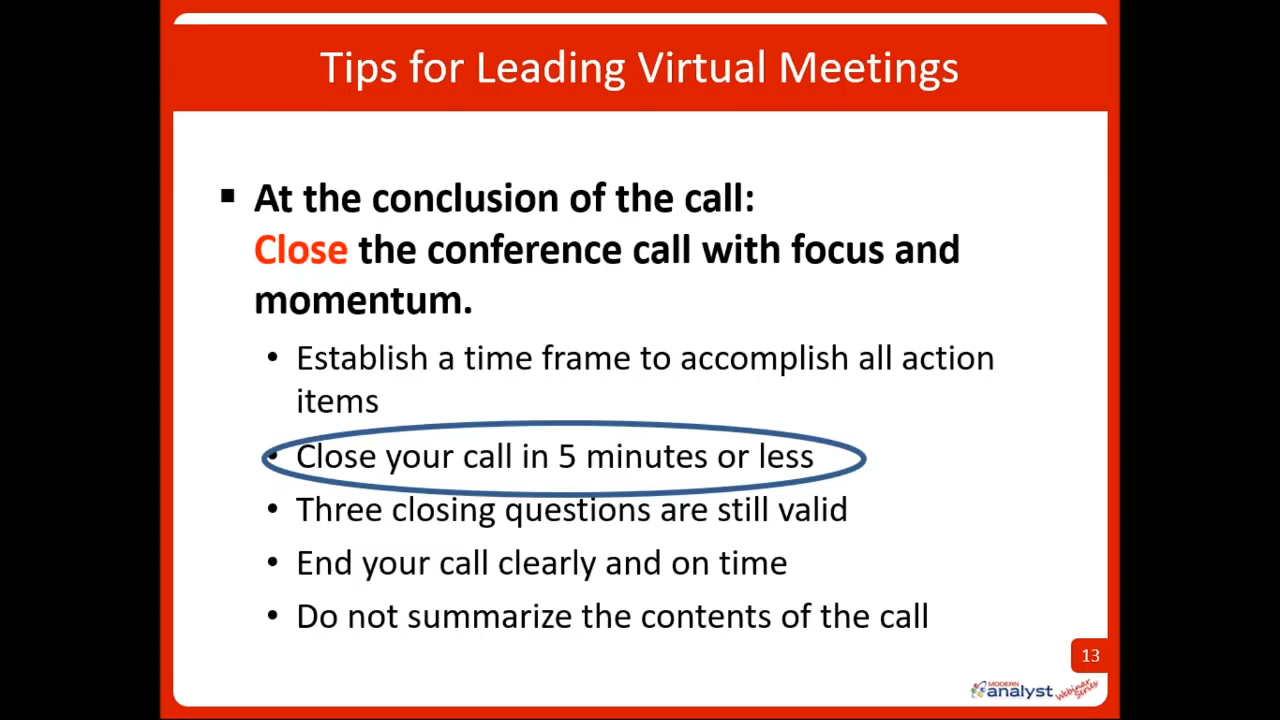 Tips for Leading Virtual Meetings
At the conclusion of the call:
Close the conference call with focus and
momentum.
• Establish a time frame to accomplish all action
items
• Close your call in 5 minutes or less
• Three closing questions are still valid
• End your call clearly and on time
• Do not summarize the contents of the call
13
MODERN
analyst Webinar
Series